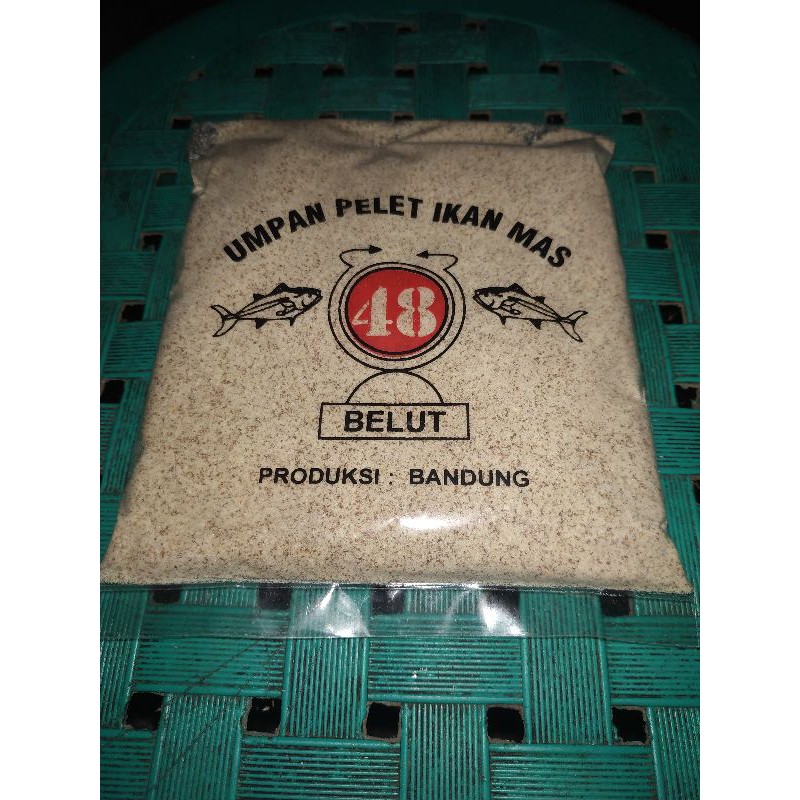 UMPAN PELET IKAN MAS
48
BELUT
PRODUKSI : BANDUNG